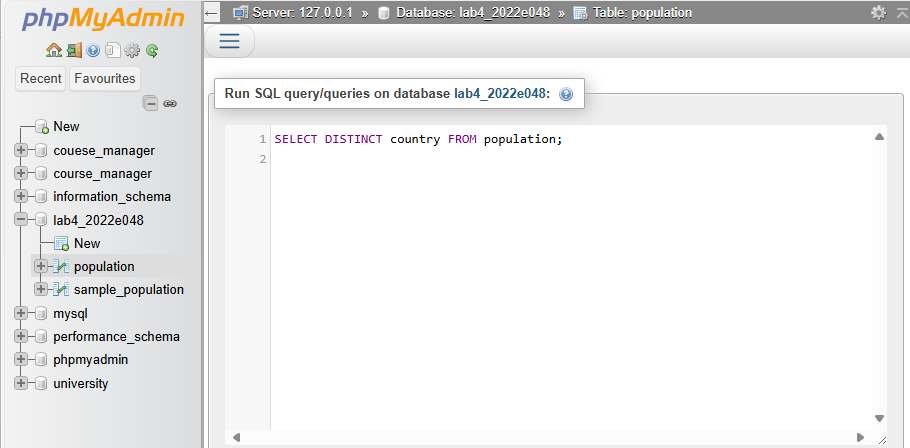 phpMyAdmin
Recent Favourites
New
couese_manager
course_manager
information_schema
lab4_2022e048
New
population
sample_population
mysql
performance_schema
phpmyadmin
university
Server: 127.0.0.1 » Database: lab4_2022e048 » Table: population
Run SQL query/queries on database lab4_2022e048:
1 SELECT DISTINCT country FROM population;
2